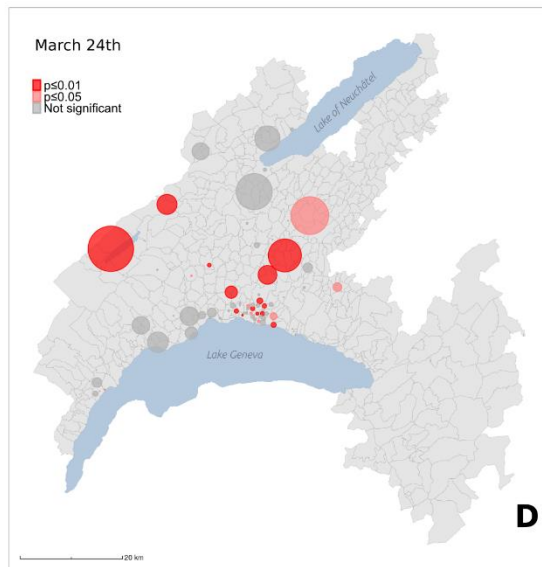 March 24th
p≤0.01
p≤0.05
Not significant
Lake of Neuchâtel
Lake Geneva
D
20 km